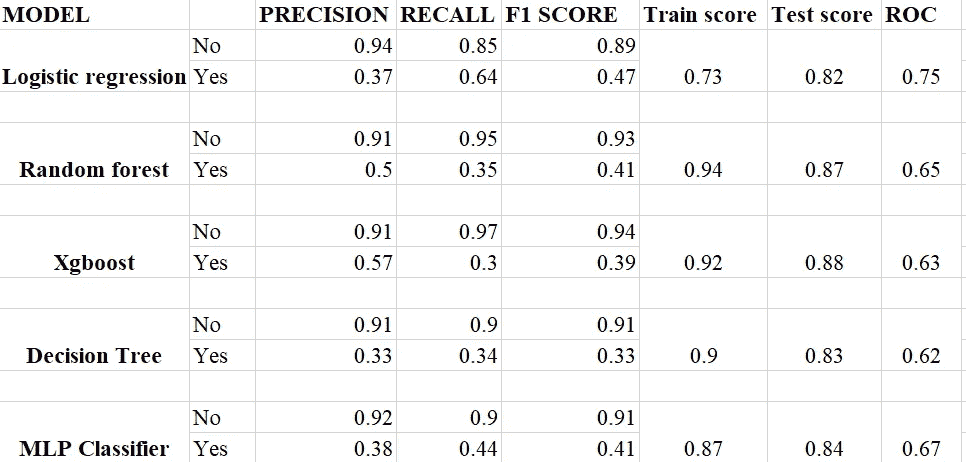 MODEL PRECISION RECALL F1 SCORE Train score Test score ROC
No 0.94 0.85 0.89
Logistic regression Yes 0.37 0.64 0.47 0.73 0.82 0.75
No 0.91 0.95 0.93
Random forest Yes 0.5 0.35 0.41 0.94 0.87 0.65
No 0.91 0.97 0.94
Xgboost Yes 0.57 0.3 0.39 0.92 0.88 0.63
No 0.91 0.9 0.91
Decision Tree Yes 0.33 0.34 0.33 0.9 0.83 0.62
No 0.92 0.9 0.91
MLP Classifier Yes 0.38 0.44 0.41 0.87 0.84 0.67